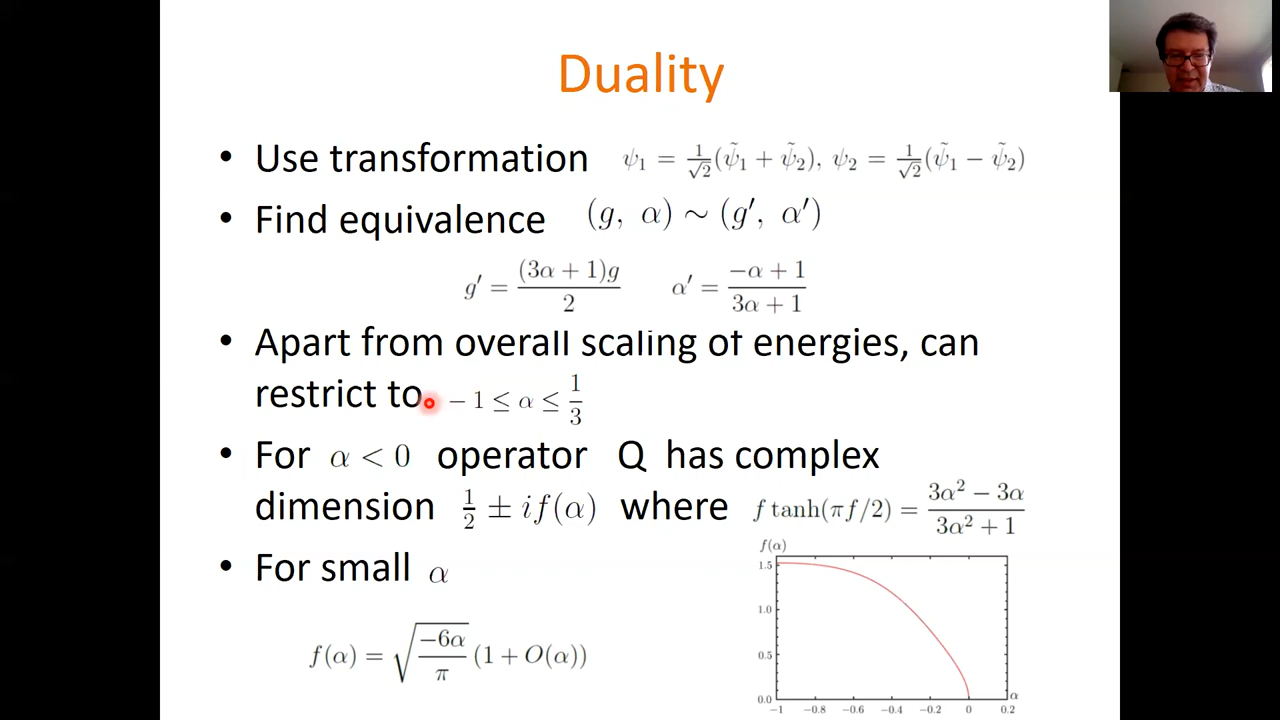 Duality
• Use transformation ψ₁ = 1/√2(ψ̃₁ + ψ̃₂), ψ₂ = 1/√2(ψ̃₁ − ψ̃₂)
• Find equivalence (g, α) ~ (g′, α′)
g′ = (3α + 1)g / 2   α′ = −α + 1 / 3α + 1
• Apart from overall scaling of energies, can
restrict to − 1 ≤ α ≤ 1/3
• For α < 0 operator Q has complex
dimension 1/2 ± if(α) where f tanh(πf/2) = 3α² − 3α / 3α² + 1
• For small α
f(α) = √(−6α/π) (1 + O(α))
f(α)
1.5
1.0
0.5
0.0
−1 −0.8 −0.6 −0.4 −0.2 0 0.2
α